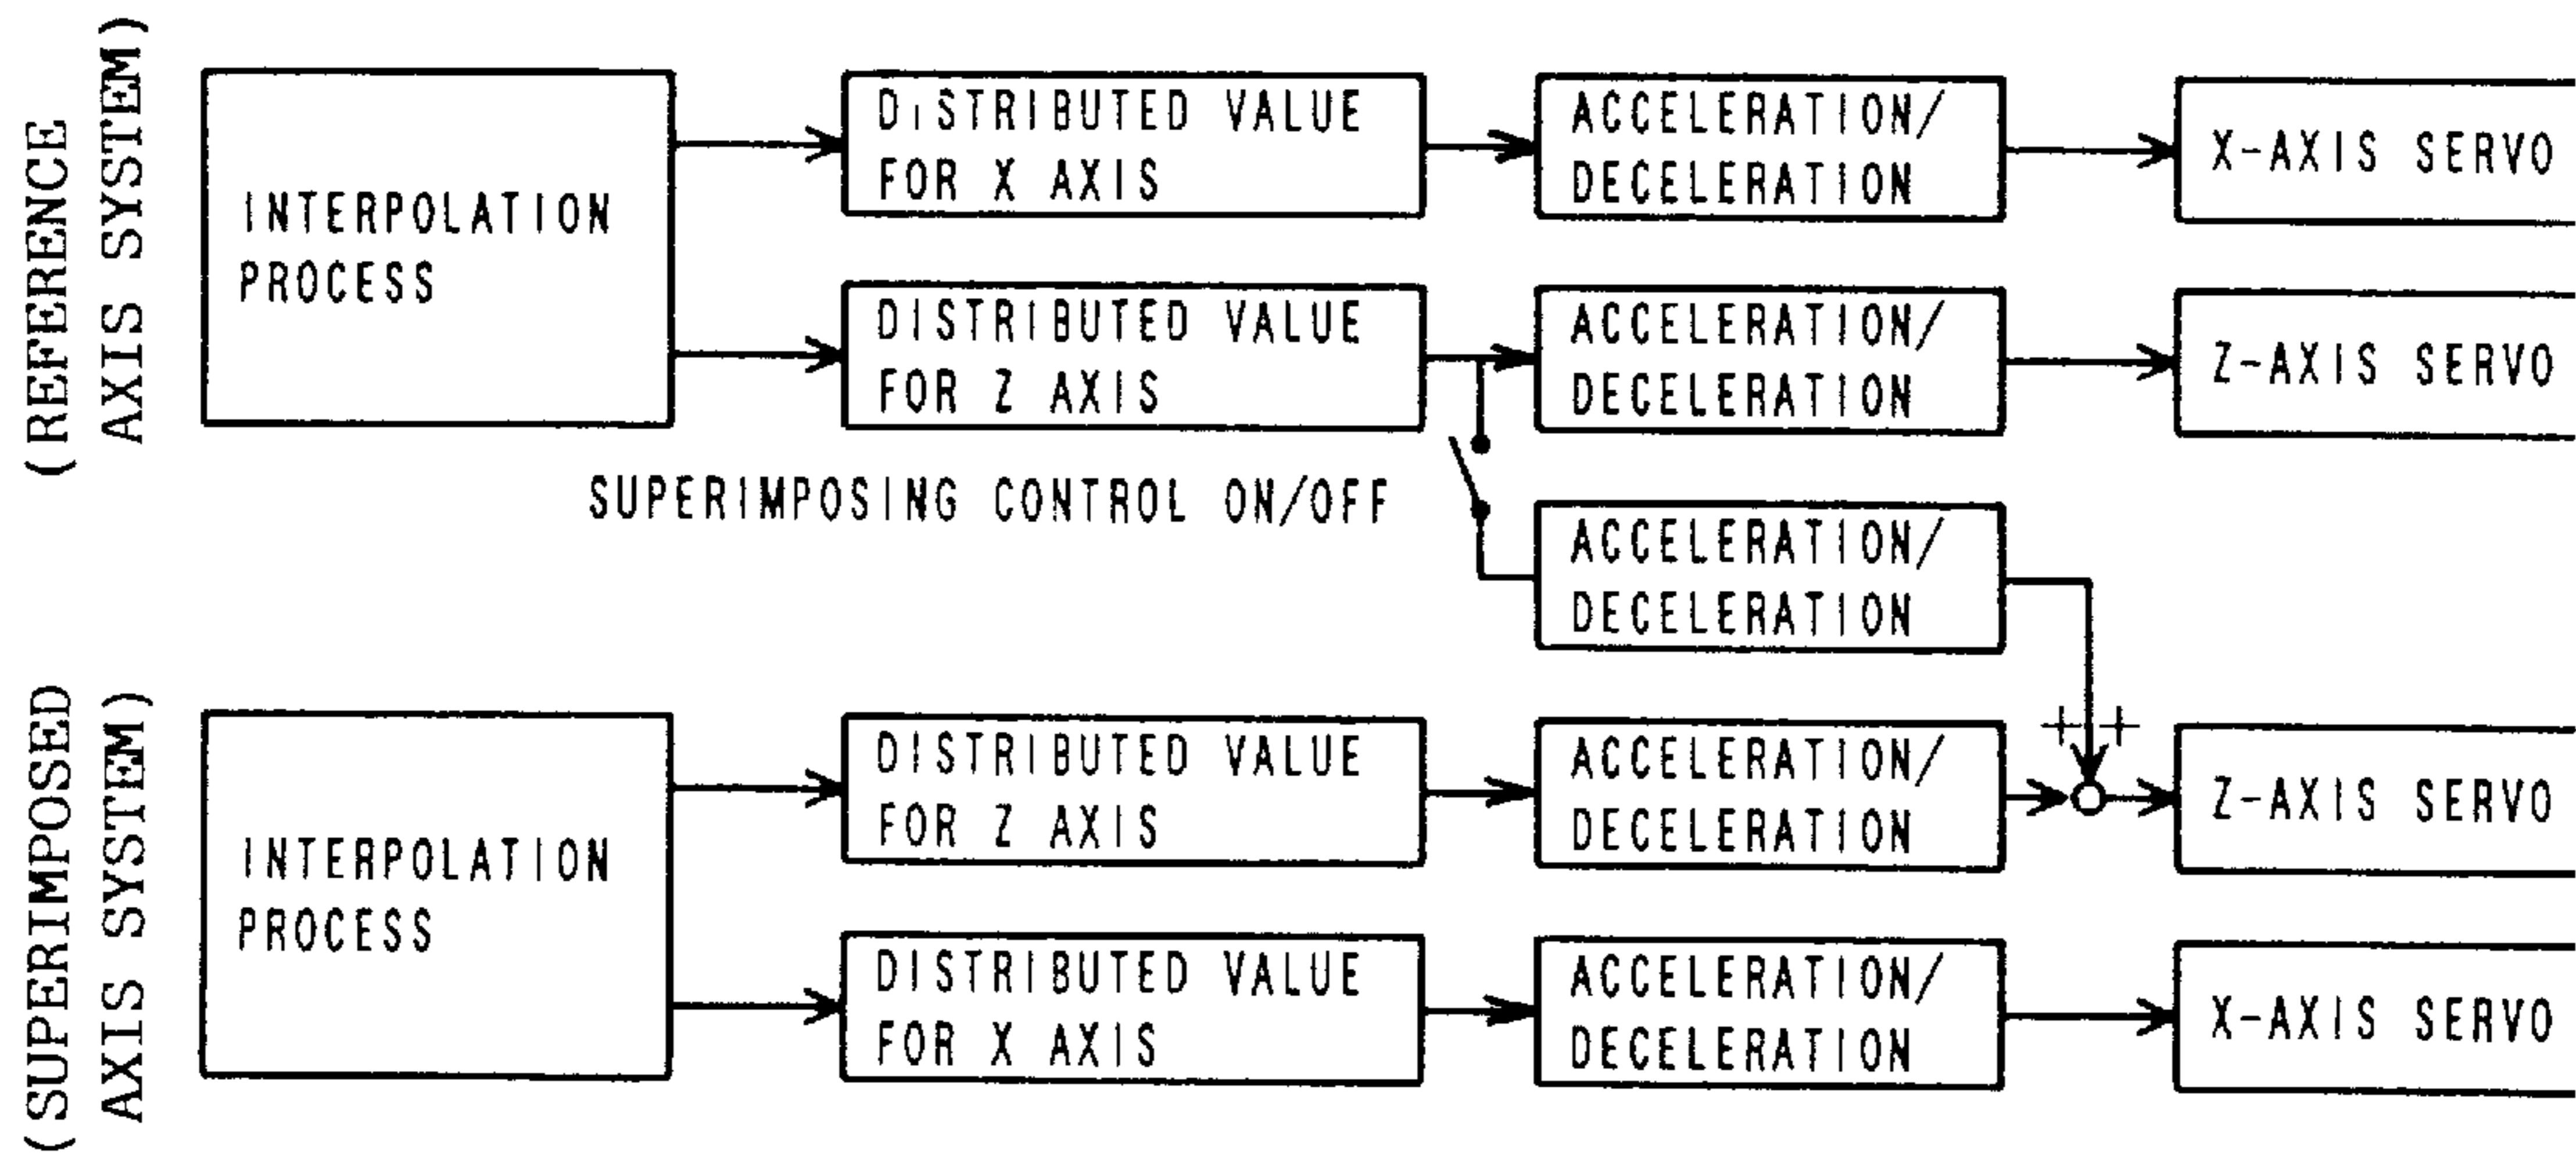 (REFERENCE
AXIS SYSTEM)
INTERPOLATION
PROCESS
DISTRIBUTED VALUE
FOR X AXIS
ACCELERATION/
DECELERATION
X-AXIS SERVO
DISTRIBUTED VALUE
FOR Z AXIS
ACCELERATION/
DECELERATION
Z-AXIS SERVO
SUPERIMPOSING CONTROL ON/OFF
ACCELERATION/
DECELERATION
(SUPERIMPOSED
AXIS SYSTEM)
INTERPOLATION
PROCESS
DISTRIBUTED VALUE
FOR Z AXIS
ACCELERATION/
DECELERATION
+ +
Z-AXIS SERVO
DISTRIBUTED VALUE
FOR X AXIS
ACCELERATION/
DECELERATION
X-AXIS SERVO